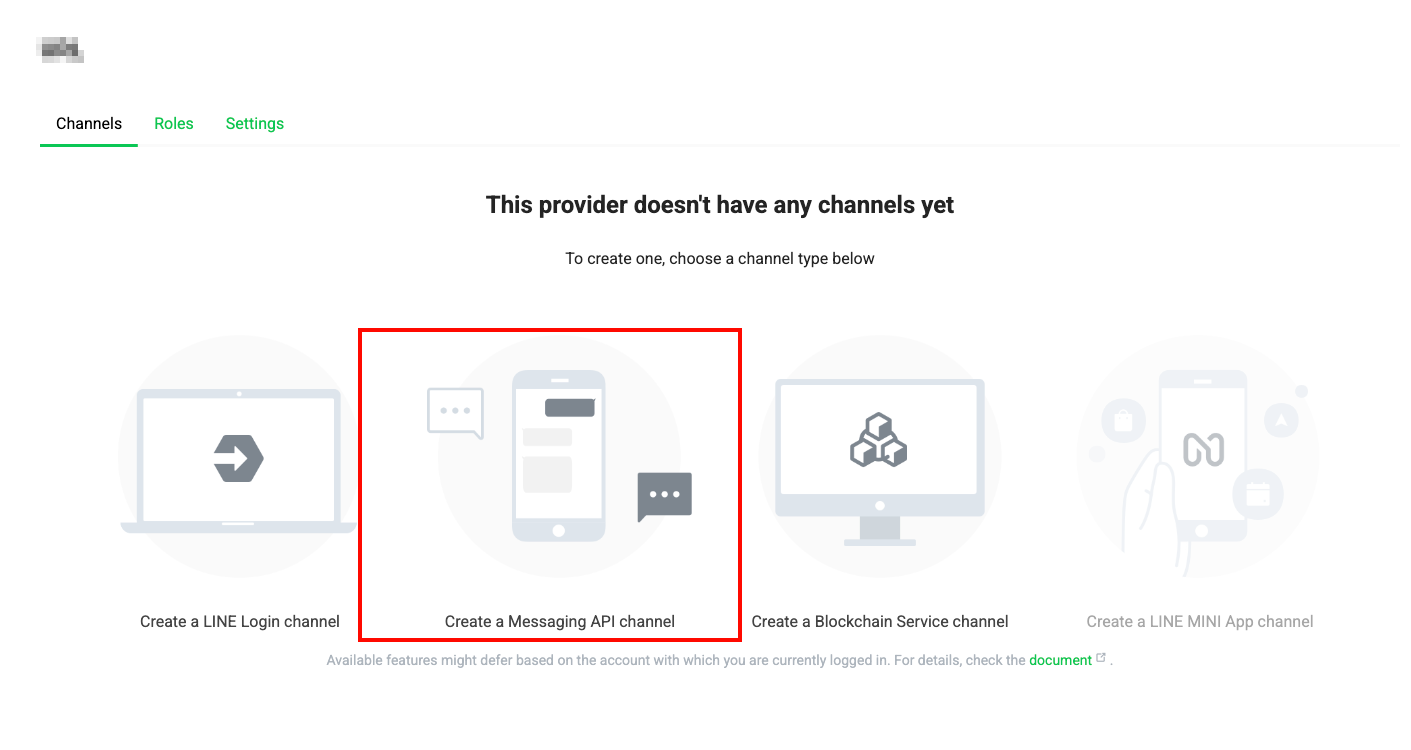 Channels Roles Settings
This provider doesn't have any channels yet
To create one, choose a channel type below
Create a LINE Login channel
Create a Messaging API channel
Create a Blockchain Service channel
Create a LINE MINI App channel
Available features might defer based on the account with which you are currently logged in. For details, check the document .